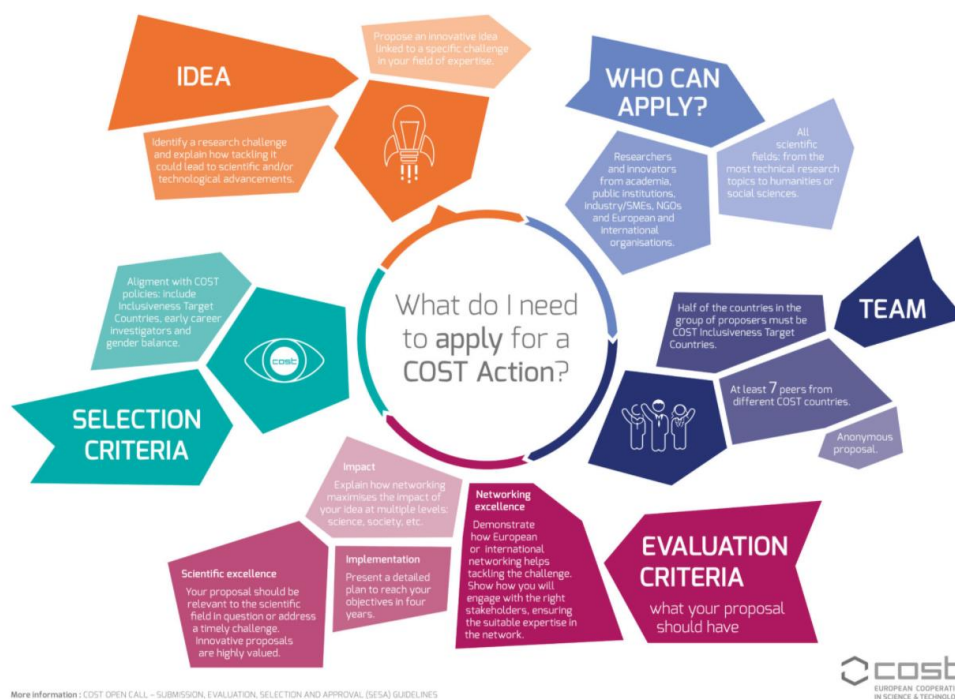 IDEA
Propose an innovative idea
linked to a specific challenge
in your field of expertise.
Identify a research challenge
and explain how tackling it
could lead to scientific and/or
technological advancements.
WHO CAN
APPLY?
Researchers
and innovators
from academia,
public institutions,
industry/SMEs, NGOs
and European and
international
organisations.
All
scientific
fields: from the
most technical research
topics to humanities or
social sciences.
What do I need
to apply for a
COST Action?
TEAM
Half of the countries in the
group of proposers must be
COST Inclusiveness Target
Countries.
At least 7 peers from
different COST countries.
Anonymous
proposal.
EVALUATION
CRITERIA
what your proposal
should have
Networking
excellence
Demonstrate
how European
or international
networking helps
tackling the challenge.
Show how you will
engage with the right
stakeholders, ensuring
the suitable expertise in
the network.
Impact
Explain how networking
maximises the impact of
your idea at multiple levels:
science, society, etc.
Implementation
Present a detailed
plan to reach your
objectives in four
years.
Scientific excellence
Your proposal should be
relevant to the scientific
field in question or address
a timely challenge.
Innovative proposals
are highly valued.
SELECTION
CRITERIA
Aligment with COST
policies: include
Inclusiveness Target
Countries, early career
investigators and
gender balance.
cost
More information : COST OPEN CALL – SUBMISSION, EVALUATION, SELECTION AND APPROVAL (SESA) GUIDELINES
cost
EUROPEAN COOPERAT
IN SCIENCE & TECHNOLO